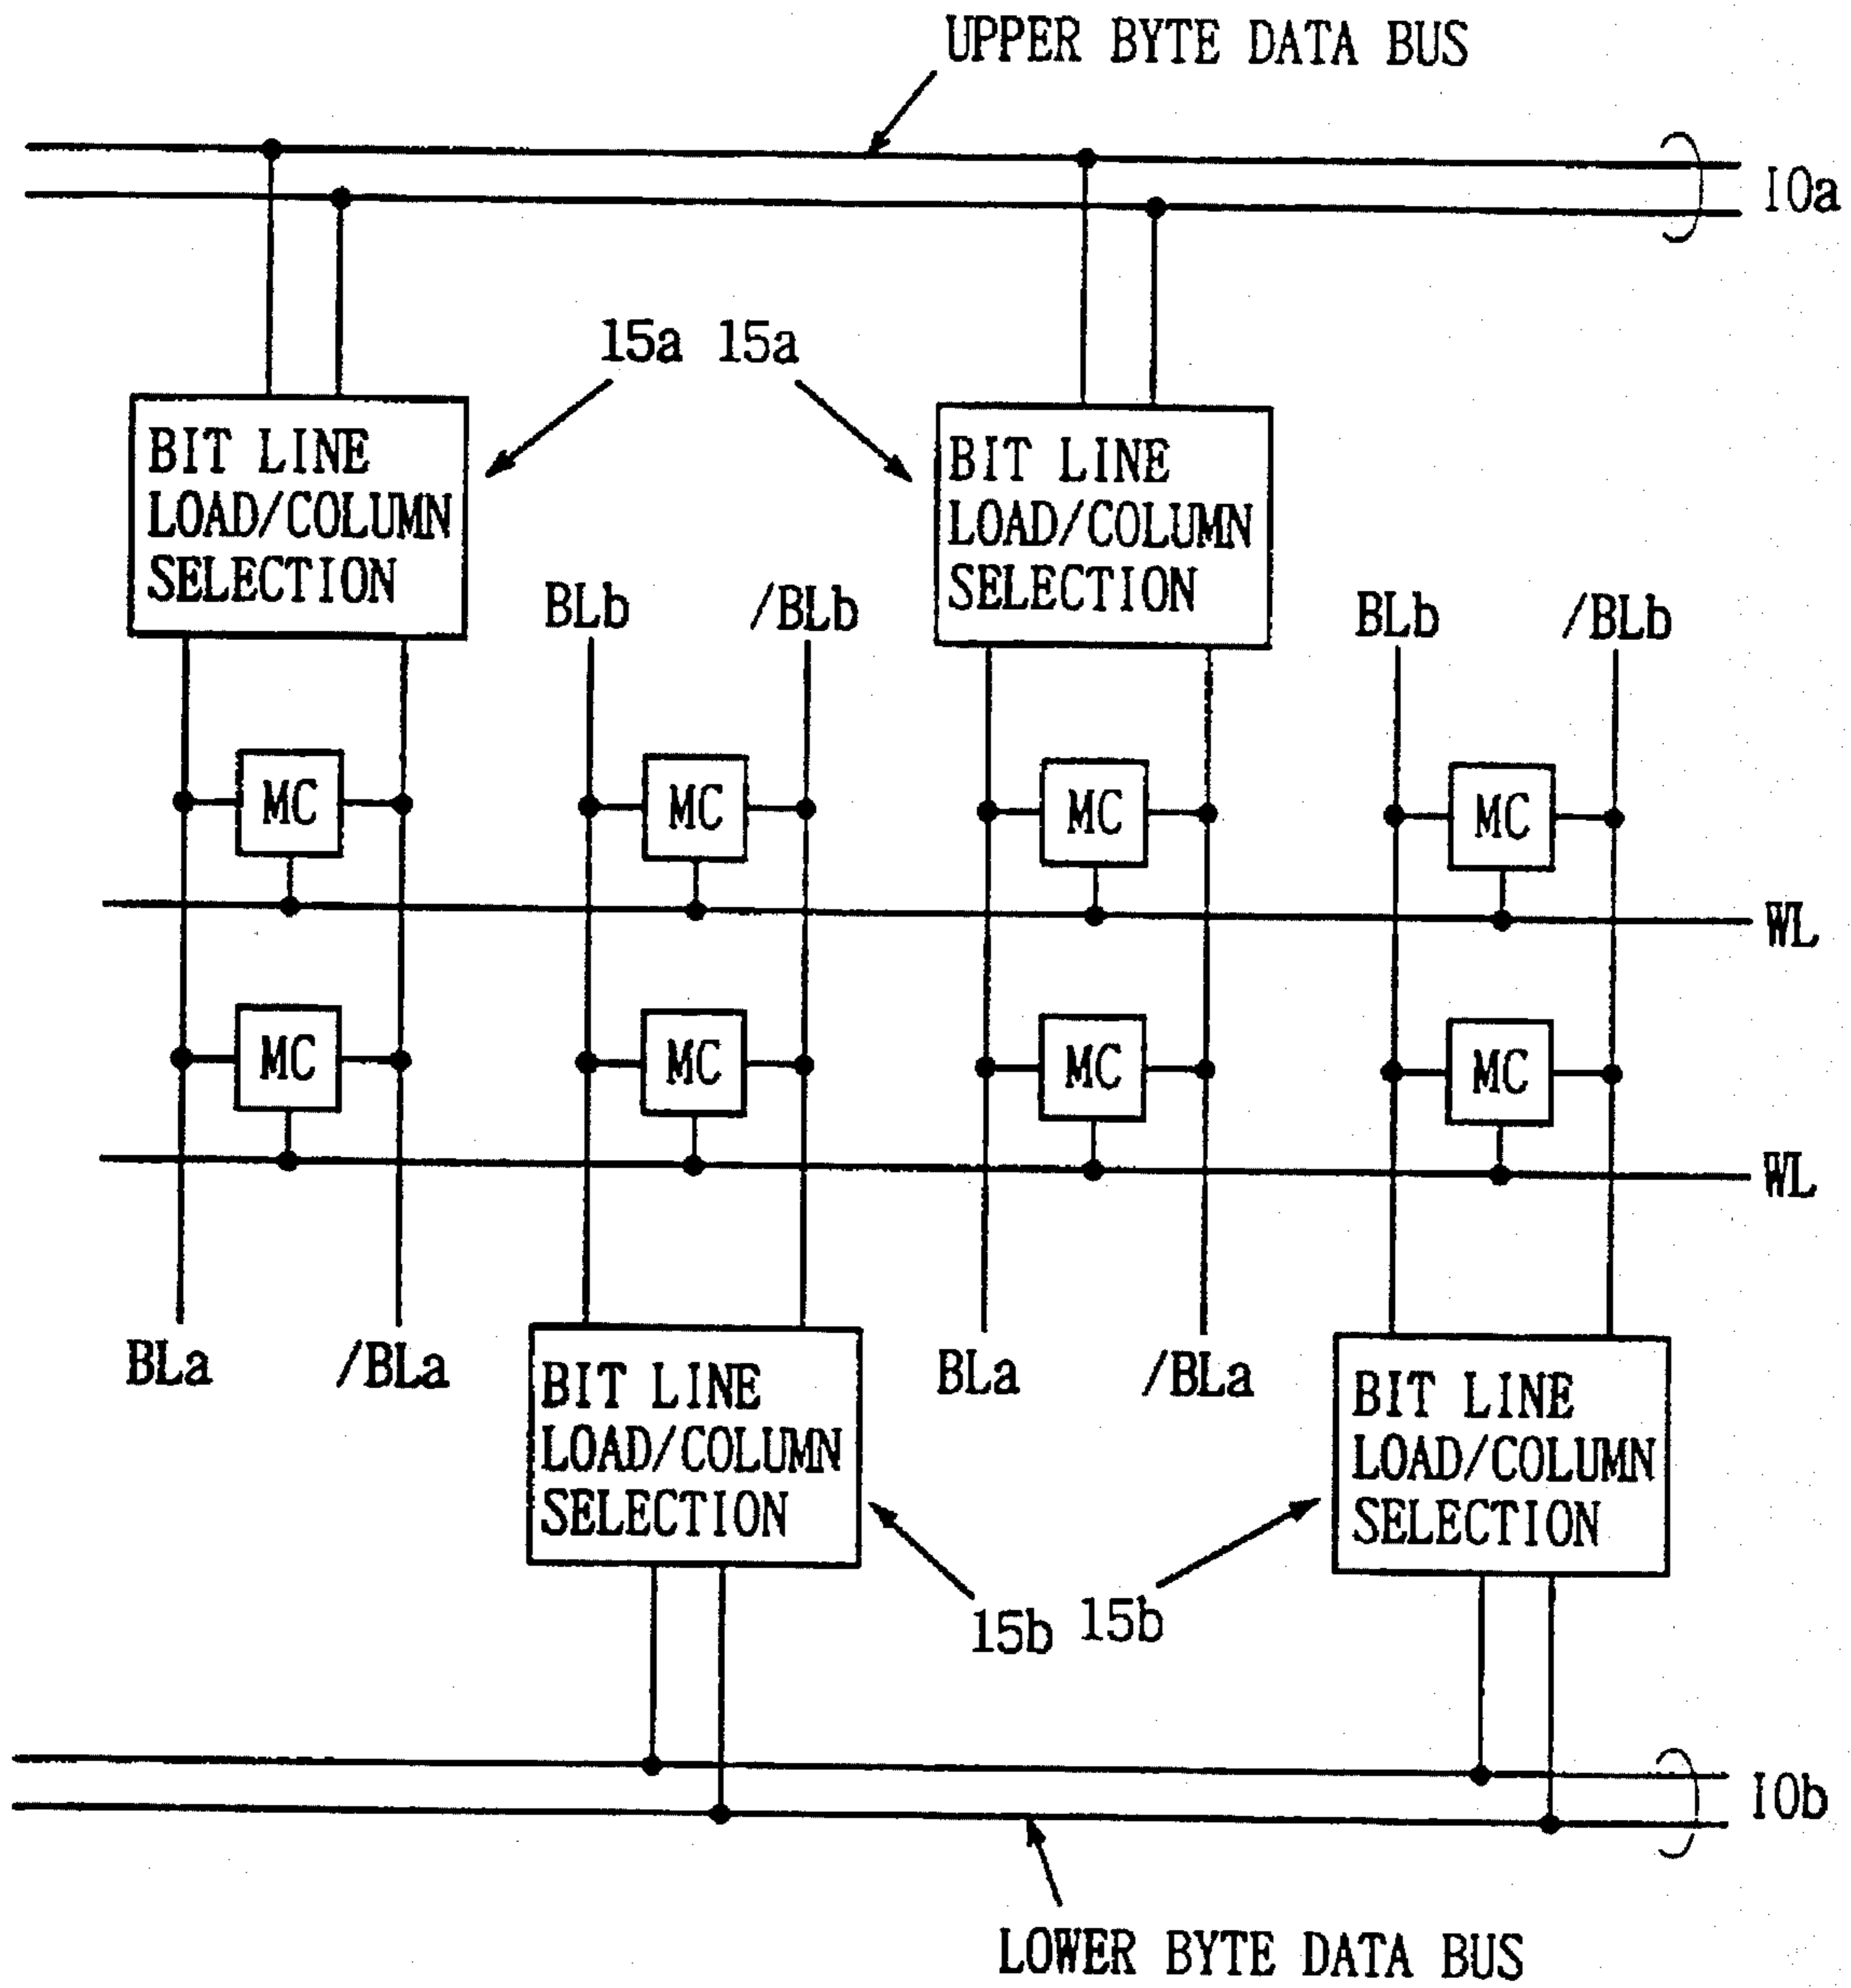 UPPER BYTE DATA BUS
IOa
15a 15a
BIT LINE
LOAD/COLUMN
SELECTION
BIT LINE
LOAD/COLUMN
SELECTION
BLb /BLb
BLb /BLb
MC MC MC MC
WL
MC MC MC MC
WL
BLa /BLa
BLa /BLa
BIT LINE
LOAD/COLUMN
SELECTION
BIT LINE
LOAD/COLUMN
SELECTION
15b 15b
IOb
LOWER BYTE DATA BUS